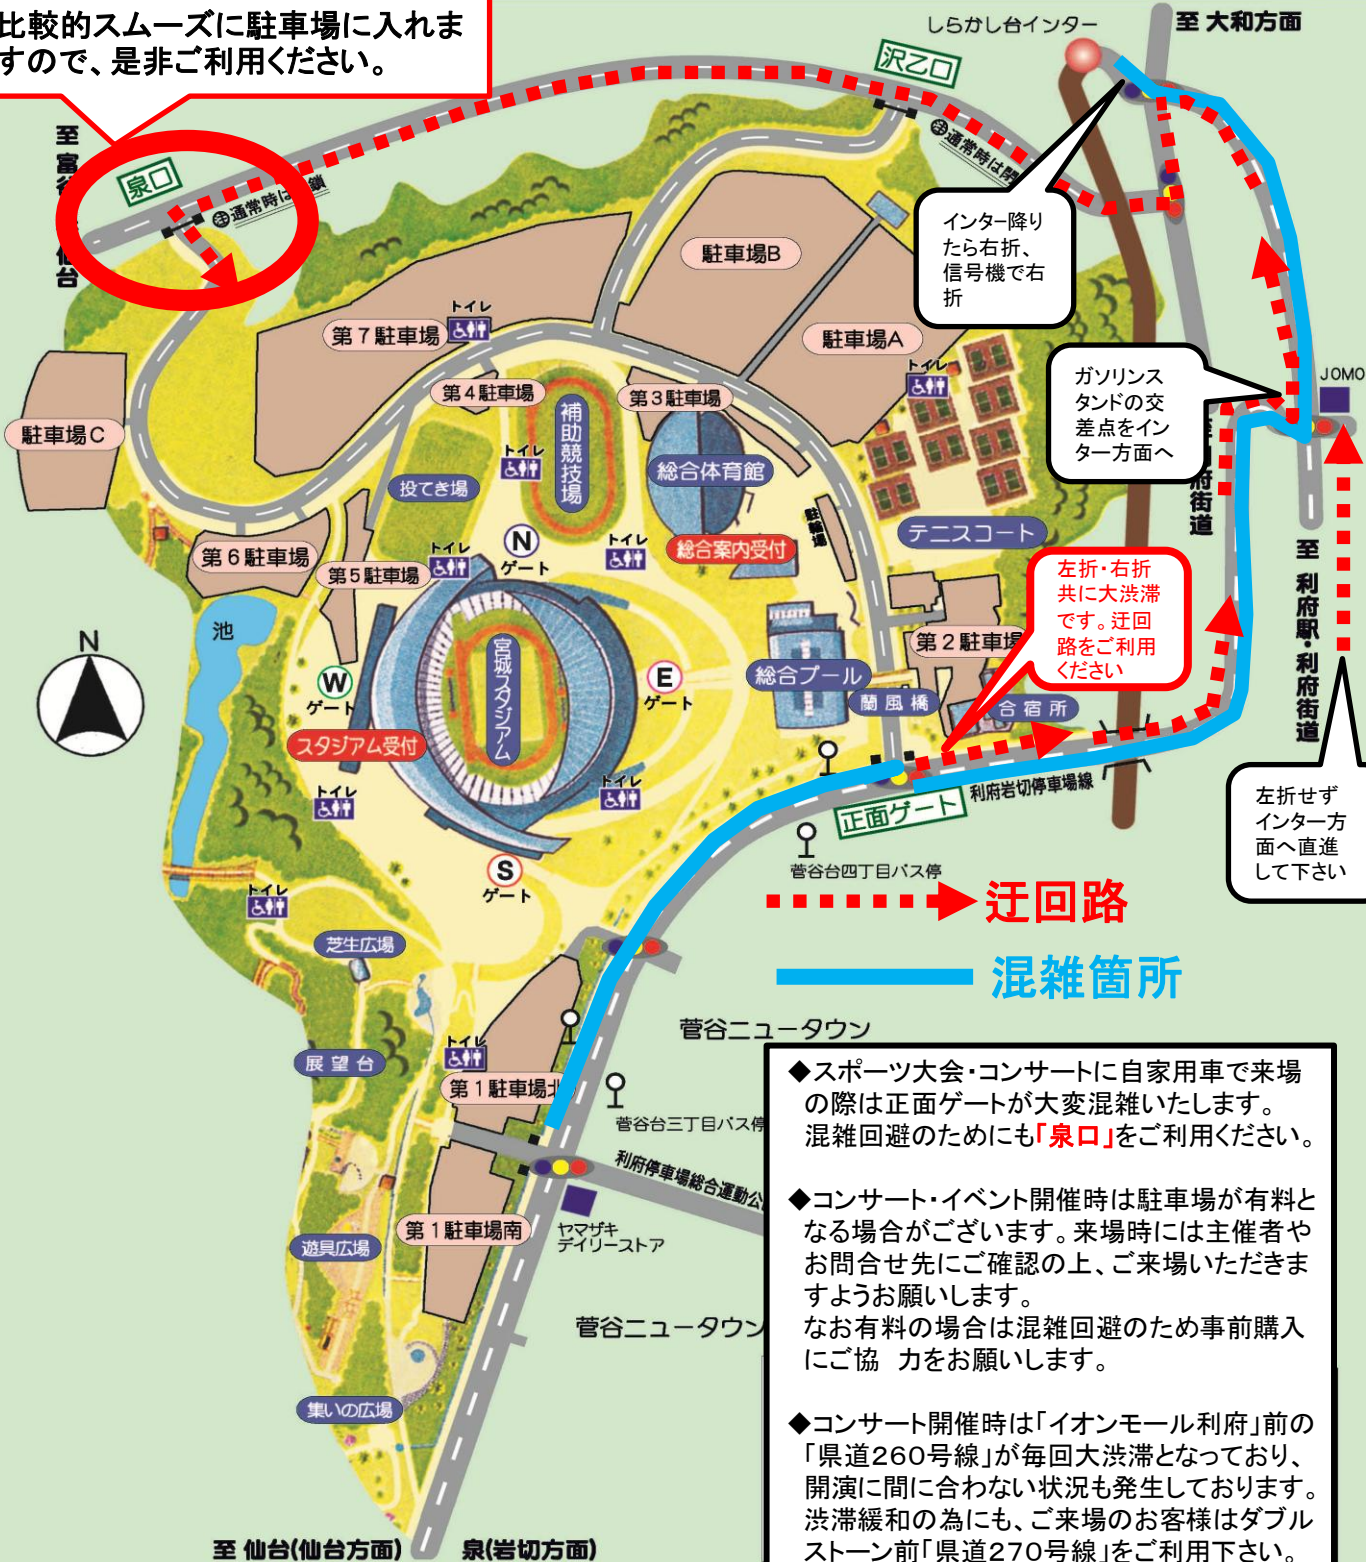 比較的スムーズに駐車場に入れま
すので、是非ご利用ください。
しらかし台インター
至 大和方面
沢乙口
至 富谷
仙台
泉口
㊟通常時は
鎖
㊟通常時は閉
インター降り
たら右折、
信号機で右
折
駐車場B
駐車場A
第7駐車場
トイレ
トイレ
第4駐車場
第3駐車場
補助競技場
ガソリンス
タンドの交
差点をイン
ター方面へ
JOMO
駐車場C
トイレ
総合体育館
投てき場
府街道
駐輪場
テニスコート
N
ゲート
トイレ
トイレ
総合案内受付
第6駐車場
第5駐車場
至 利府駅・利府街道
左折・右折
共に大渋滞
です。迂回
路をご利用
ください
池
N
第2駐車場
宮城スタジアム
総合プール
E
ゲート
W
ゲート
蘭風橋
合宿所
スタジアム受付
トイレ
トイレ
利府岩切停車場線
正面ゲート
左折せず
インター方
面へ直進
して下さい
菅谷台四丁目バス停
S
ゲート
トイレ
迂回路
芝生広場
混雑箇所
菅谷ニュータウン
トイレ
展望台
第1駐車場北
菅谷台三丁目バス停
利府停車場総合運動公
第1駐車場南
ヤマザキ
デイリーストア
遊具広場
菅谷ニュータウン
集いの広場
至 仙台(仙台方面)
泉(岩切方面)
◆スポーツ大会・コンサートに自家用車で来場
の際は正面ゲートが大変混雑いたします。
混雑回避のためにも「泉口」をご利用ください。
◆コンサート・イベント開催時は駐車場が有料と
なる場合がございます。来場時には主催者や
お問合せ先にご確認の上、ご来場いただきま
すようお願いします。
なお有料の場合は混雑回避のため事前購入
にご協　力をお願いします。
◆コンサート開催時は「イオンモール利府」前の
「県道260号線」が毎回大渋滞となっており、
開演に間に合わない状況も発生しております。
渋滞緩和の為にも、ご来場のお客様はダブル
ストーン前「県道270号線」をご利用下さい。